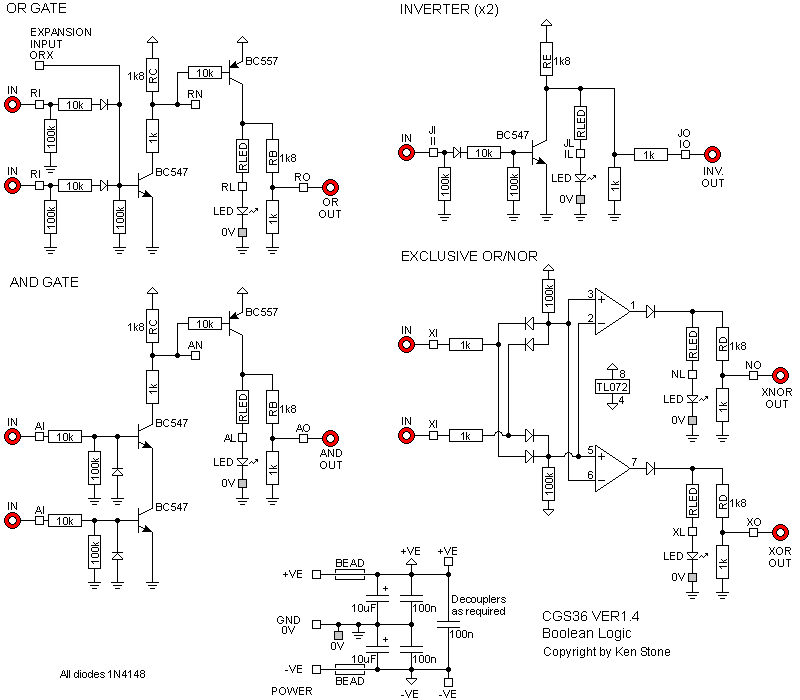 OR GATE
EXPANSION
INPUT
ORX
IN
RI
10k
100k
IN
RI
10k
100k
100k
1k8
RC
RN
1k
BC547
10k
BC557
RLED
RL
LED
0V
RB
1k8
RO
1k
OR
OUT
INVERTER (x2)
IN
JI
II
100k
10k
100k
BC547
RE
1k8
RLED
JL
IL
LED
0V
1k
1k
JO
IO
INV.
OUT
AND GATE
1k8
RC
AN
1k
10k
BC557
BC547
IN
AI
10k
100k
IN
AI
10k
100k
BC547
RLED
AL
LED
0V
RB
1k8
AO
1k
AND
OUT
EXCLUSIVE OR/NOR
IN
XI
1k
IN
XI
1k
100k
100k
3
+
2
−
1
8
TL072
4
5
+
6
−
7
RLED
NL
LED
0V
RD
1k8
NO
1k
XNOR
OUT
RLED
XL
LED
0V
RD
1k8
XO
1k
XOR
OUT
+VE
BEAD
+VE
+VE
+
10uF
100n
Decouplers
as required
GND
0V
0V
100n
+
10uF
100n
-VE
BEAD
-VE
-VE
POWER
All diodes 1N4148
CGS36 VER1.4
Boolean Logic
Copyright by Ken Stone